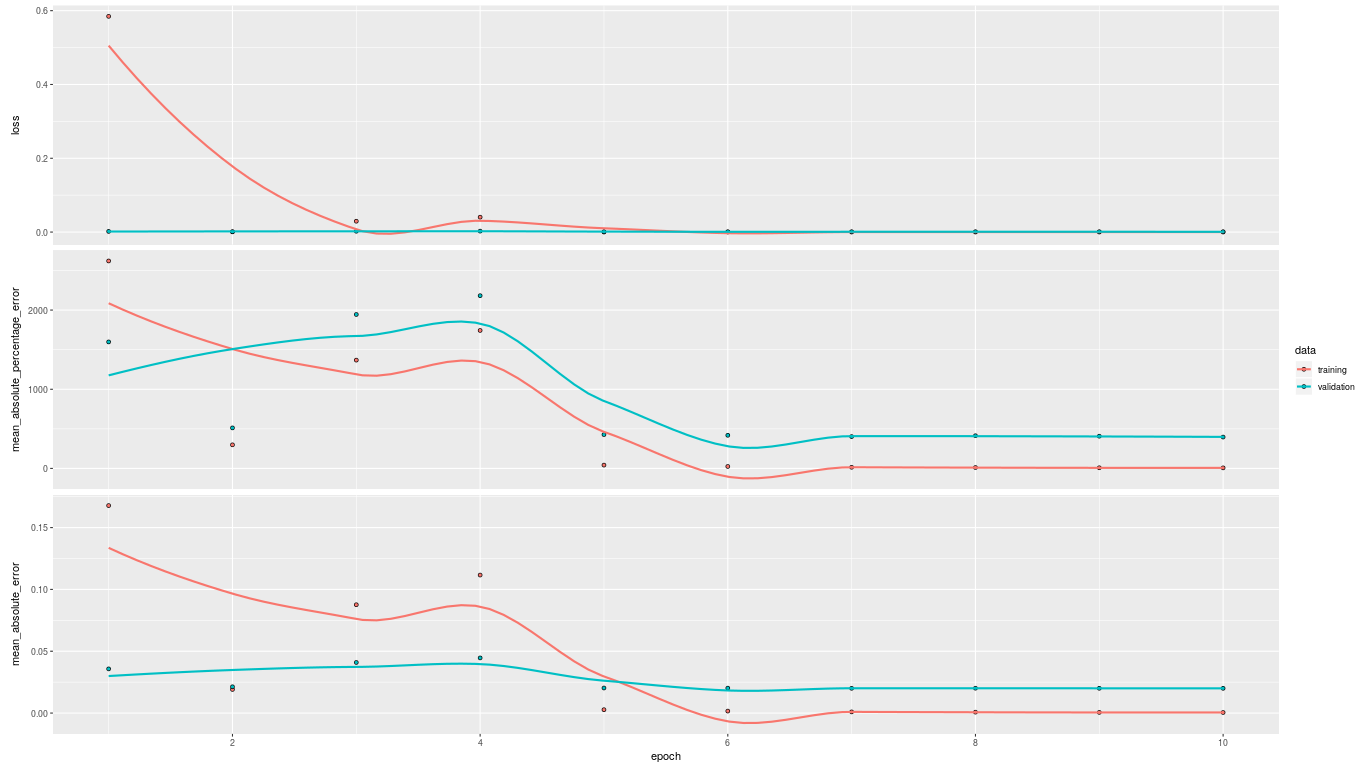 0.6
0.4
0.2
0.0
loss
2000
1000
0
mean_absolute_percentage_error
0.15
0.10
0.05
0.00
mean_absolute_error
2 4 6 8 10
epoch
data
training
validation